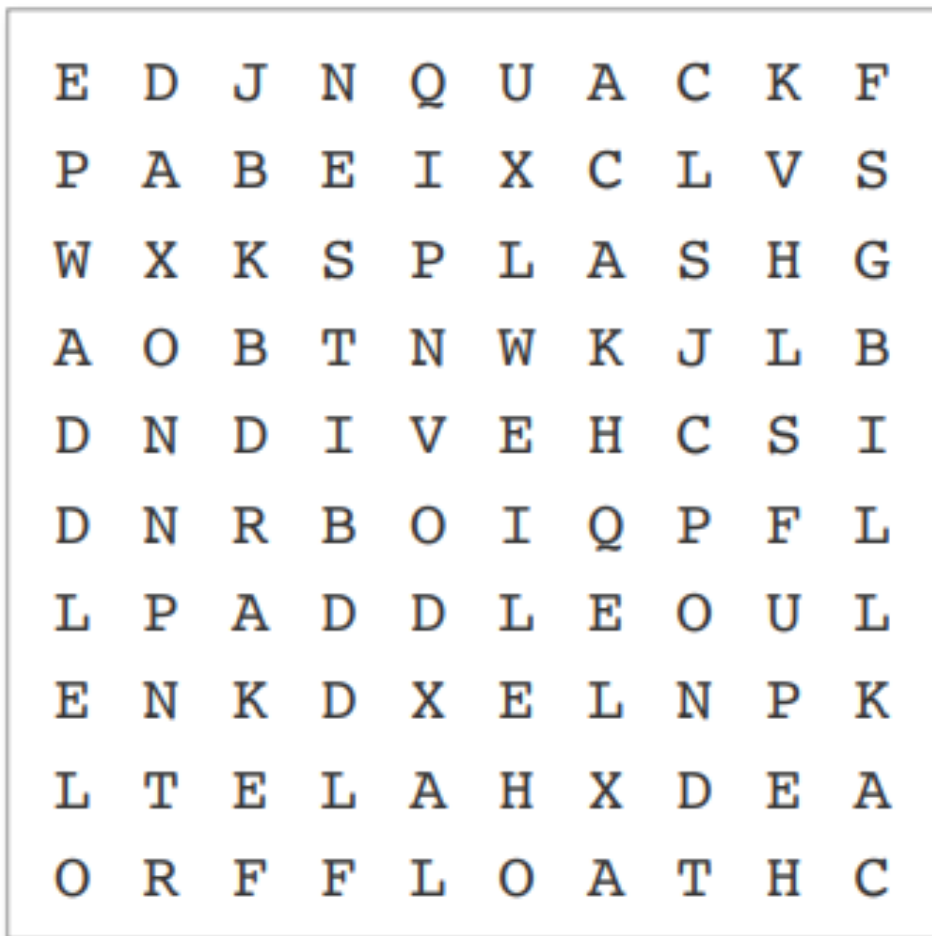 E D J N Q U A C K F
P A B E I X C L V S
W X K S P L A S H G
A O B T N W K J L B
D N D I V E H C S I
D N R B O I Q P F L
L P A D D L E O U L
E N K D X E L N P K
L T E L A H X D E A
O R F F L O A T H C